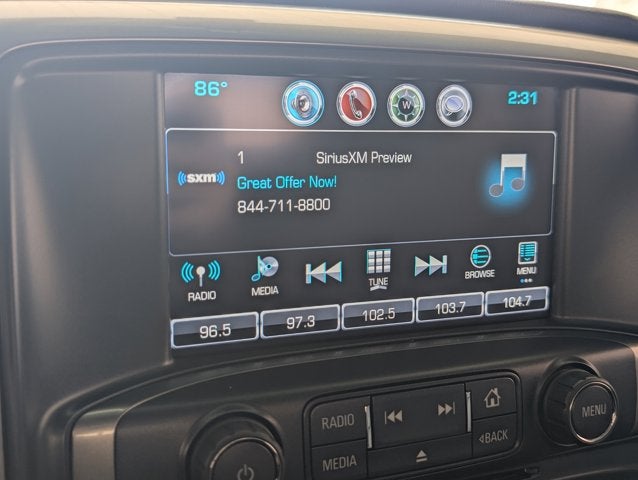 86° W 2:31
1 SiriusXM Preview
((sxm)) Great Offer Now!
844-711-8800
RADIO MEDIA TUNE BROWSE MENU
96.5 97.3 102.5 103.7 104.7
RADIO MENU
MEDIA BACK